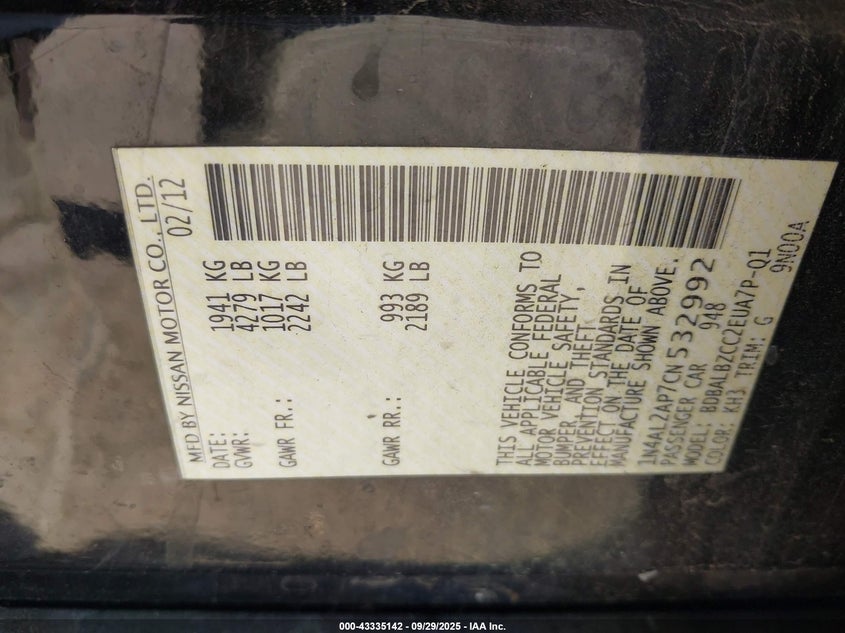 MFD BY NISSAN MOTOR CO., LTD.
DATE: 02/12
GVWR: 1941 KG
4279 LB
GAWR FR.: 1017 KG
2242 LB
GAWR RR.: 993 KG
2189 LB
THIS VEHICLE CONFORMS TO
ALL APPLICABLE FEDERAL
MOTOR VEHICLE SAFETY,
BUMPER, AND THEFT
PREVENTION STANDARDS IN
EFFECT ON THE DATE OF
MANUFACTURE SHOWN ABOVE.
1N4AL2AP7CN532992
PASSENGER CAR 948
MODEL: BDBALBZCC2EUA7P-Q1
COLOR: KH3 TRIM: G 9N00A
000-43335142 - 09/29/2025 - IAA Inc.